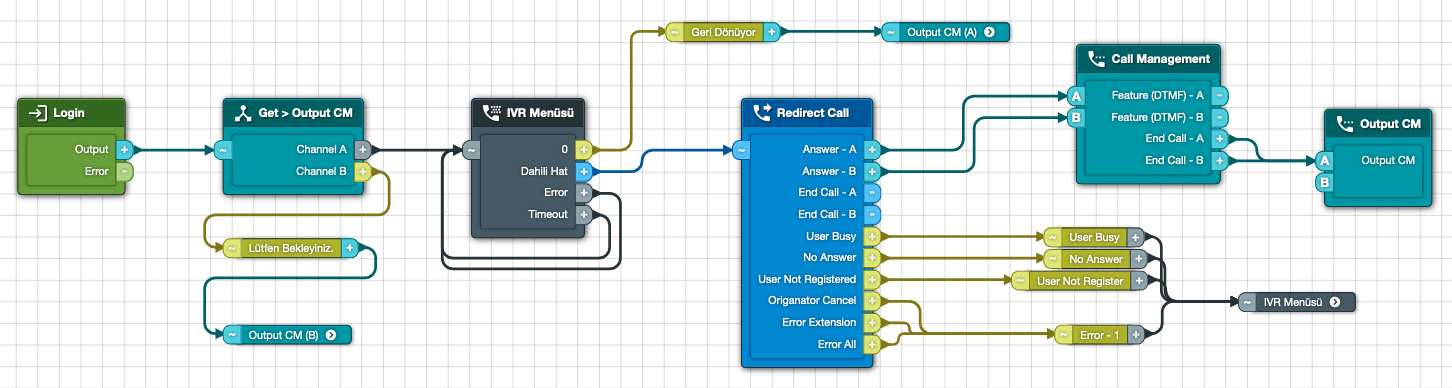 Login
Output
Error
Get > Output CM
Channel A
Channel B
Lütfen Bekleyiniz.
Output CM (B)
IVR Menüsü
0
Dahili Hat
Error
Timeout
Geri Dönüyor
Output CM (A)
Redirect Call
Answer - A
Answer - B
End Call - A
End Call - B
User Busy
No Answer
User Not Registered
Origanator Cancel
Error Extension
Error All
User Busy
No Answer
User Not Register
Error - 1
IVR Menüsü
Call Management
A Feature (DTMF) - A
B Feature (DTMF) - B
End Call - A
End Call - B
Output CM
A Output CM
B